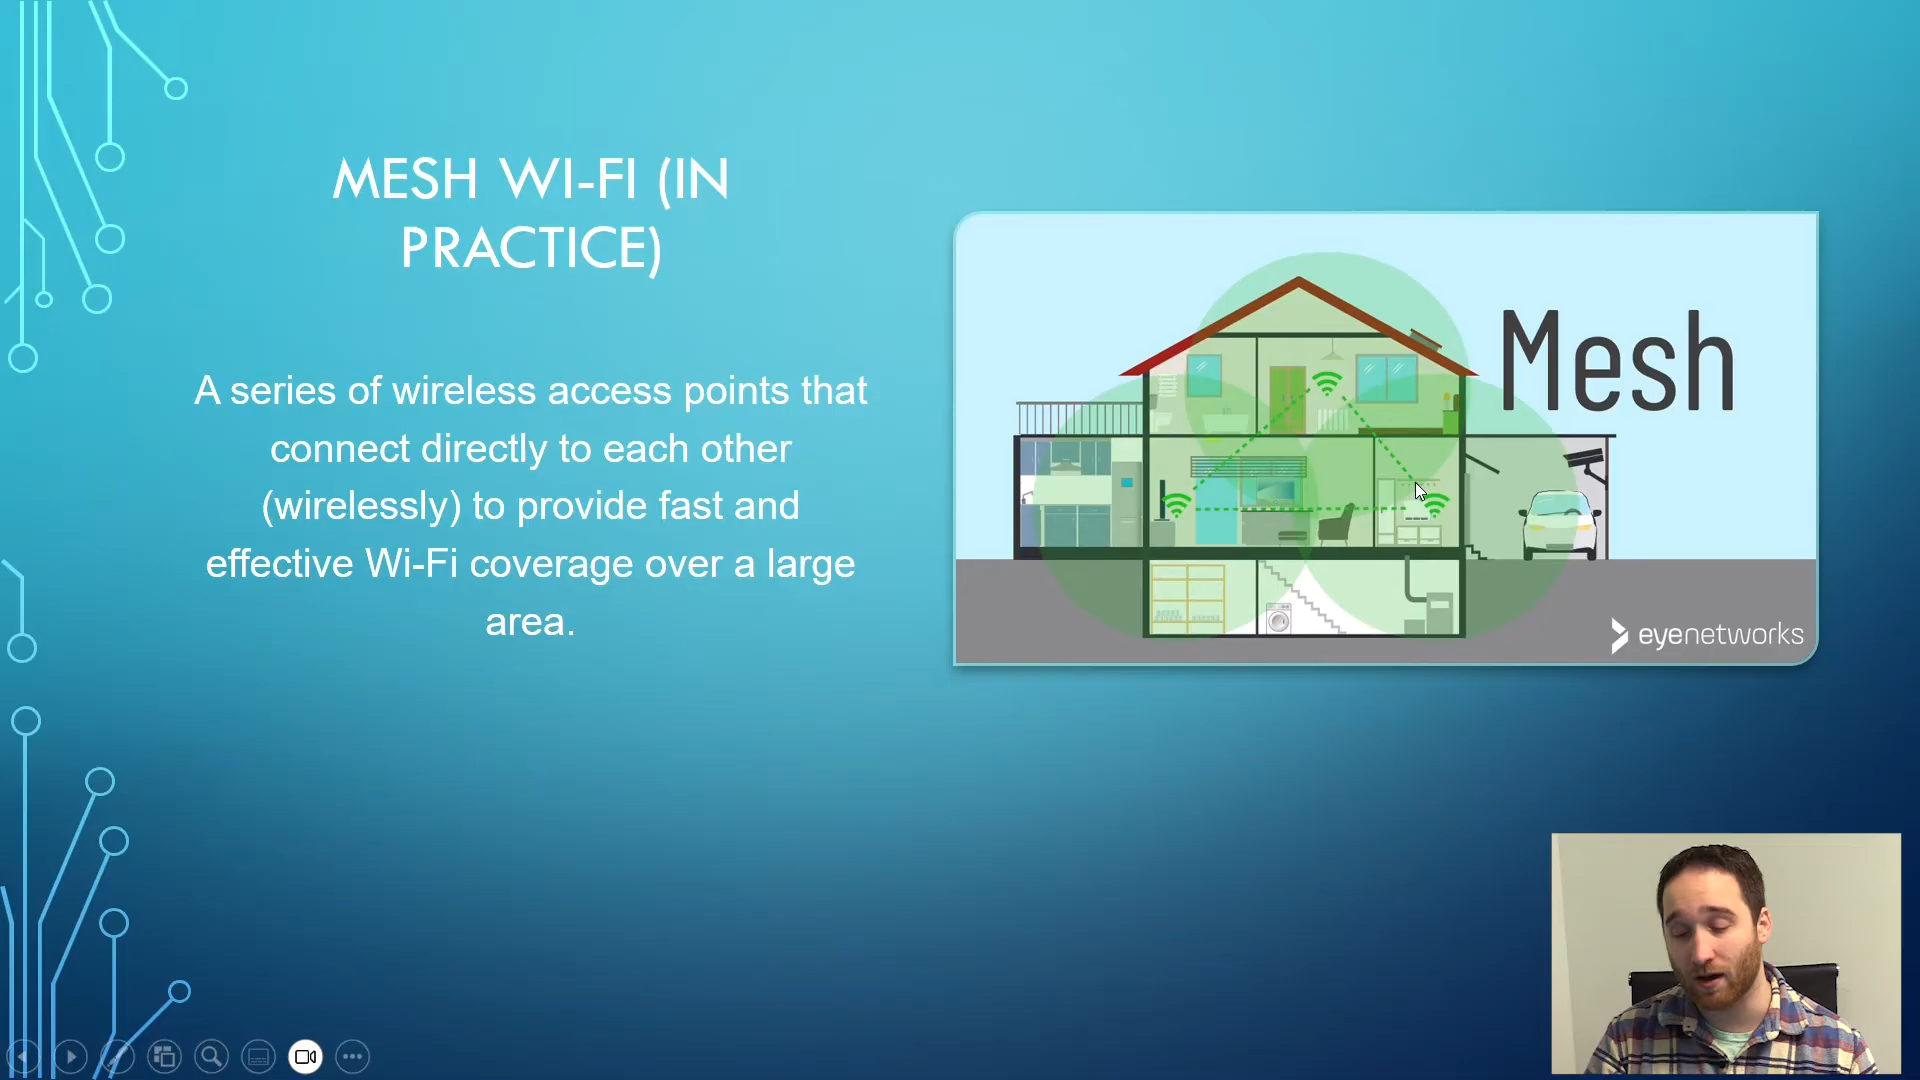 MESH WI-FI (IN
PRACTICE)
A series of wireless access points that
connect directly to each other
(wirelessly) to provide fast and
effective Wi-Fi coverage over a large
area.
Mesh
eyenetworks